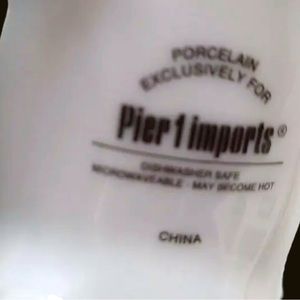 PORCELAIN
EXCLUSIVELY FOR
Pier 1 imports®
DISHWASHER SAFE
MICROWAVEABLE - MAY BECOME HOT
CHINA